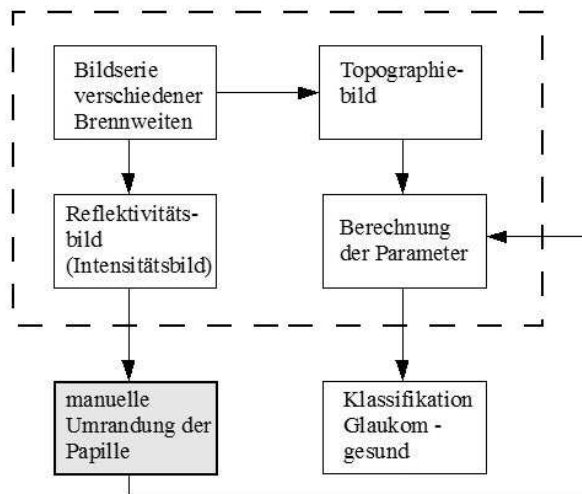 Bildserie
verschiedener
Brennweiten
Topographie-
bild
Reflektivitäts-
bild
(Intensitätsbild)
Berechnung
der Parameter
manuelle
Umrandung der
Papille
Klassifikation
Glaukom -
gesund